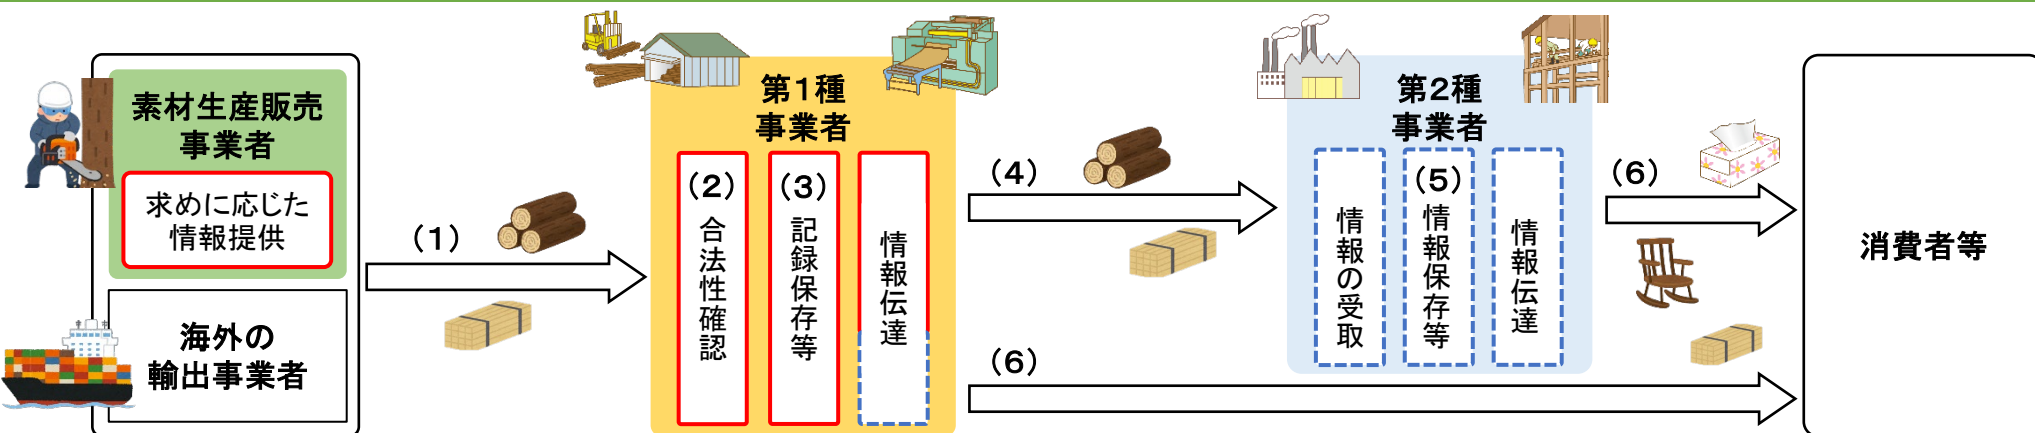 素材生産販売
事業者
求めに応じた
情報提供
海外の
輸出事業者
（1）
第1種
事業者
（2）
合法性確認
（3）
記録保存等
情報伝達
（4）
（6）
第2種
事業者
情報の受取
（5）
情報保存等
情報伝達
（6）
消費者等